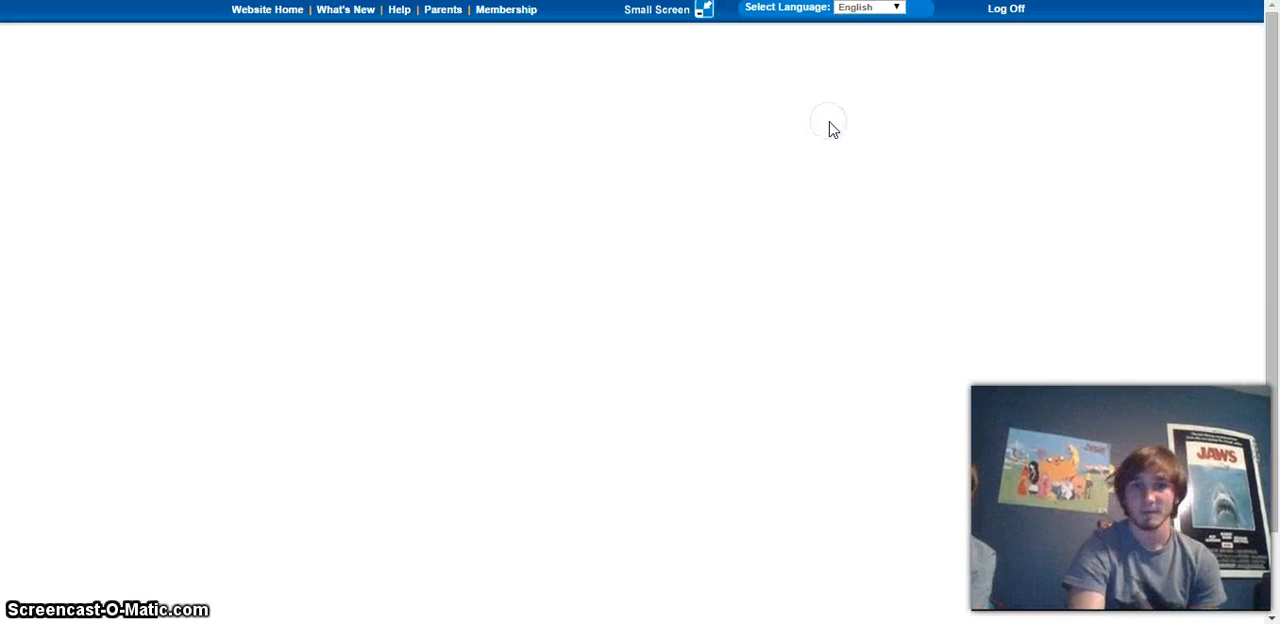 Website Home | What's New | Help | Parents | Membership Small Screen Select Language: English Log Off
JAWS
Screencast-O-Matic.com